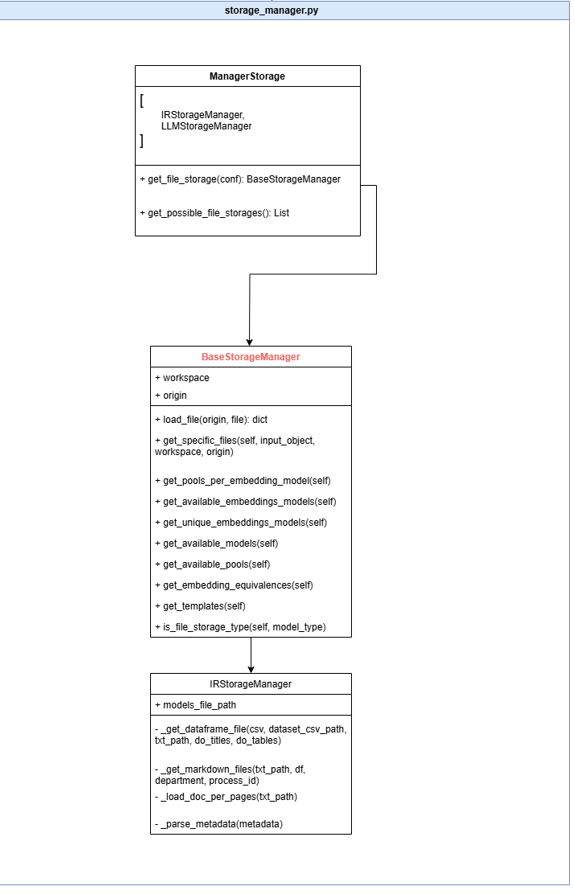 storage_manager.py
ManagerStorage
[
IRStorageManager,
LLMStorageManager
]
+ get_file_storage(conf): BaseStorageManager
+ get_possible_file_storages(): List
BaseStorageManager
+ workspace
+ origin
+ load_file(origin, file): dict
+ get_specific_files(self, input_object,
workspace, origin)
+ get_pools_per_embedding_model(self)
+ get_available_embeddings_models(self)
+ get_unique_embeddings_models(self)
+ get_available_models(self)
+ get_available_pools(self)
+ get_embedding_equivalences(self)
+ get_templates(self)
+ is_file_storage_type(self, model_type)
IRStorageManager
+ models_file_path
- _get_dataframe_file(csv, dataset_csv_path,
txt_path, do_titles, do_tables)
- _get_markdown_files(txt_path, df,
department, process_id)
- _load_doc_per_pages(txt_path)
- _parse_metadata(metadata)